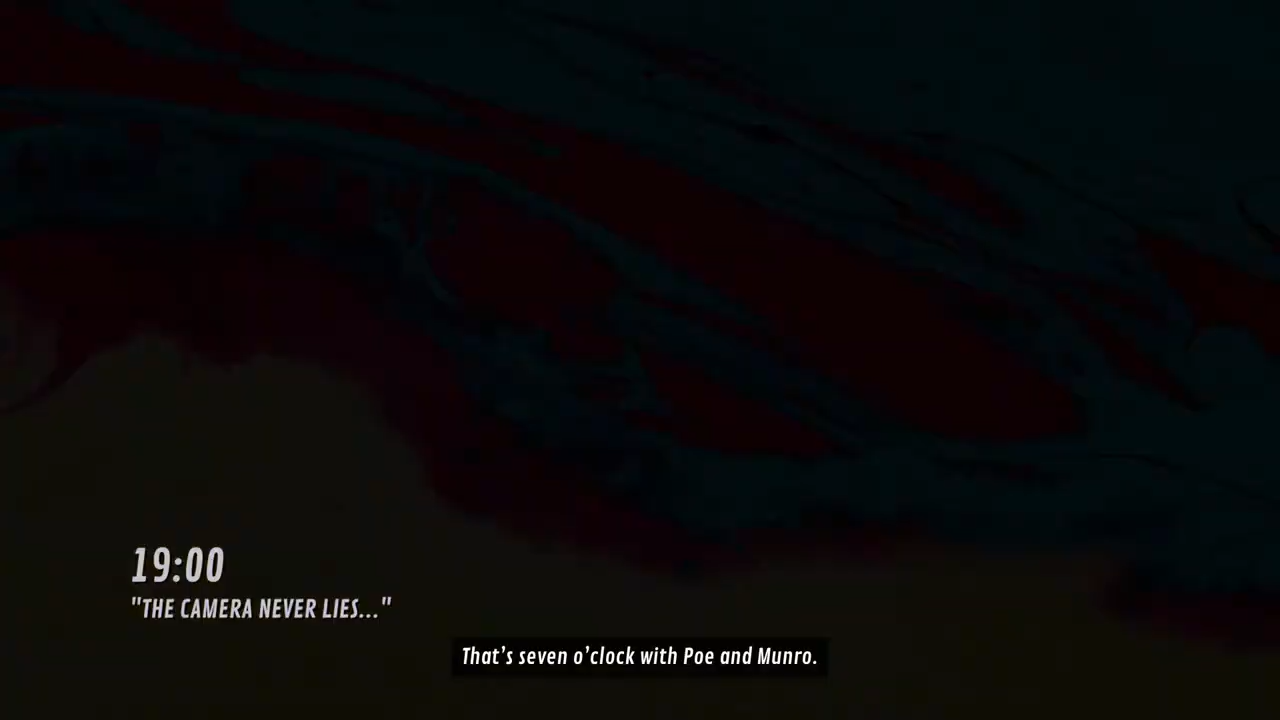 19:00
"THE CAMERA NEVER LIES..."
That's seven o'clock with Poe and Munro.